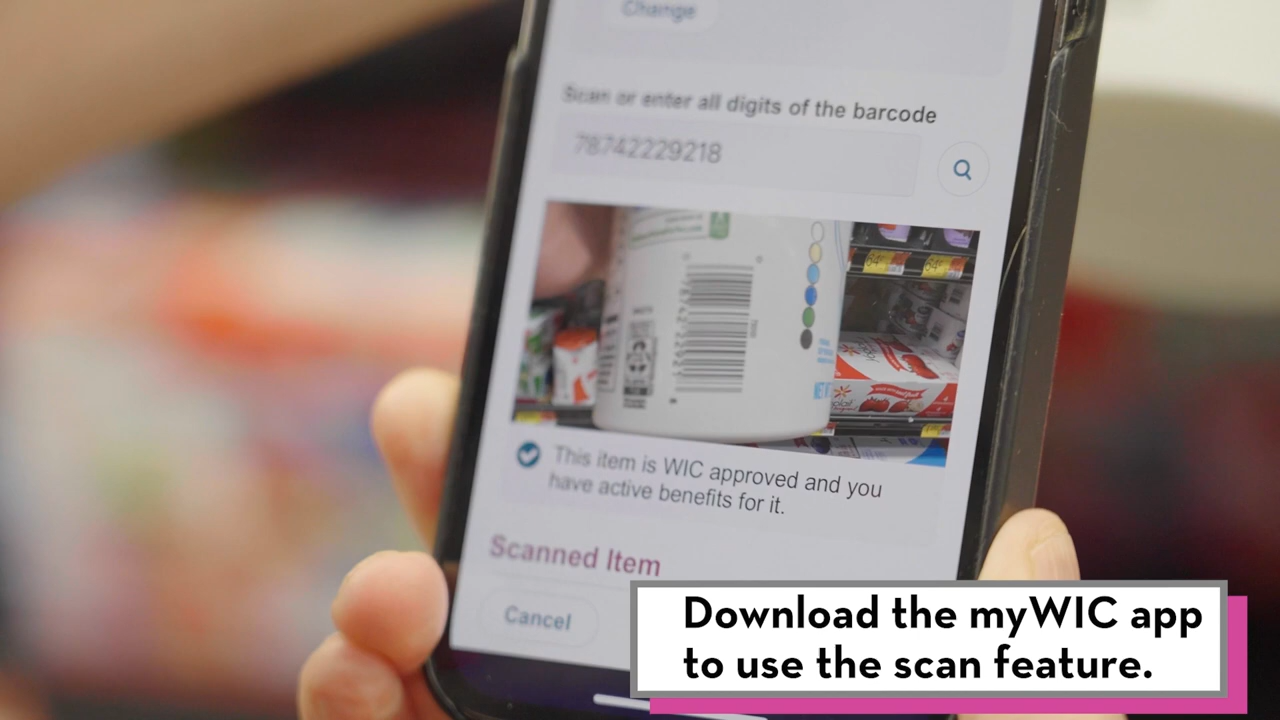 Change
Scan or enter all digits of the barcode
78742229218
This item is WIC approved and you
have active benefits for it.
Scanned Item
Cancel
Download the myWIC app
to use the scan feature.